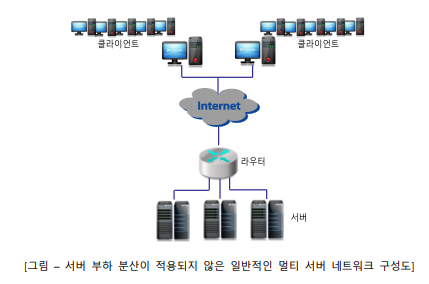 클라이언트 클라이언트
Internet
라우터
서버
[그림 – 서버 부하 분산이 적용되지 않은 일반적인 멀티 서버 네트워크 구성도]